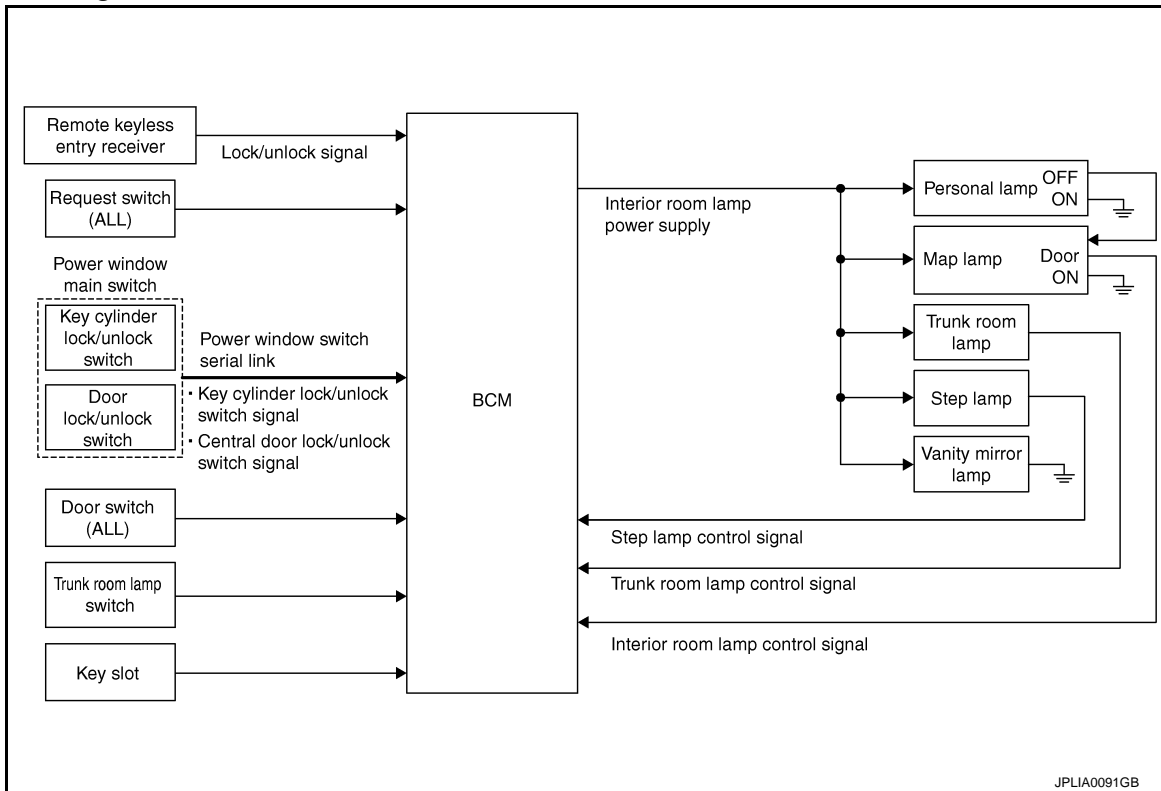 Remote keyless
entry receiver
Lock/unlock signal
Request switch
(ALL)
Power window
main switch
Key cylinder
lock/unlock
switch
Door
lock/unlock
switch
Power window switch
serial link
· Key cylinder lock/unlock
switch signal
· Central door lock/unlock
switch signal
Door switch
(ALL)
Trunk room lamp
switch
Key slot
BCM
Interior room lamp
power supply
Personal lamp
OFF
ON
Map lamp
Door
ON
Trunk room
lamp
Step lamp
Vanity mirror
lamp
Step lamp control signal
Trunk room lamp control signal
Interior room lamp control signal
JPLIA0091GB